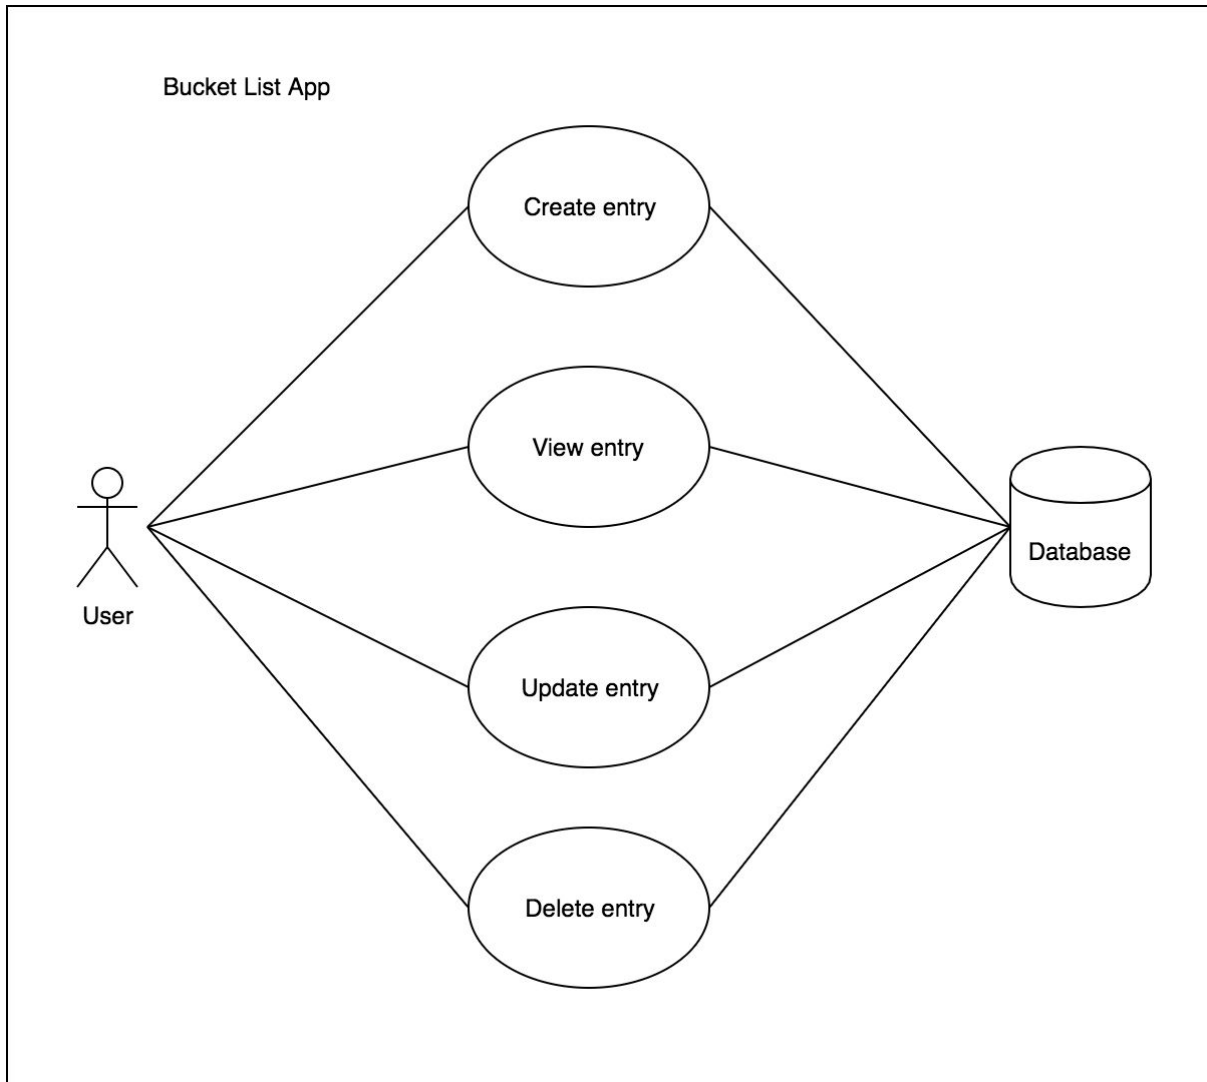 Bucket List App
Create entry
View entry
User
Database
Update entry
Delete entry